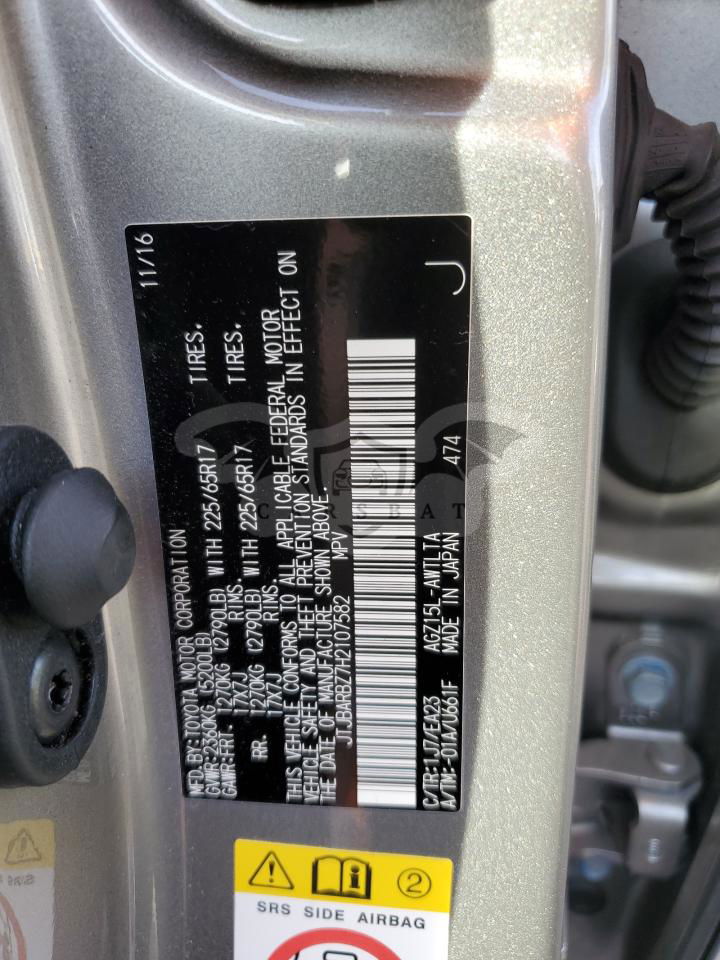 11/16
MFD. BY: TOYOTA MOTOR CORPORATION
GVWR: 2360KG (5200LB)
GAWR: FRT. 1270KG (2790LB) WITH 225/65R17 TIRES.
17X7J RIMS.
RR. 1270KG (2790LB) WITH 225/65R17 TIRES.
17X7J RIMS.
THIS VEHICLE CONFORMS TO ALL APPLICABLE FEDERAL MOTOR
VEHICLE SAFETY AND THEFT PREVENTION STANDARDS IN EFFECT ON
THE DATE OF MANUFACTURE SHOWN ABOVE.
JTJBARBZ7H2107582 MPV
C/TR: 1J7/EA23 AGZ15L-AWTLTA
A/TM: -01A/U661F MADE IN JAPAN 474
J
2
SRS SIDE AIRBAG
CARSBAT